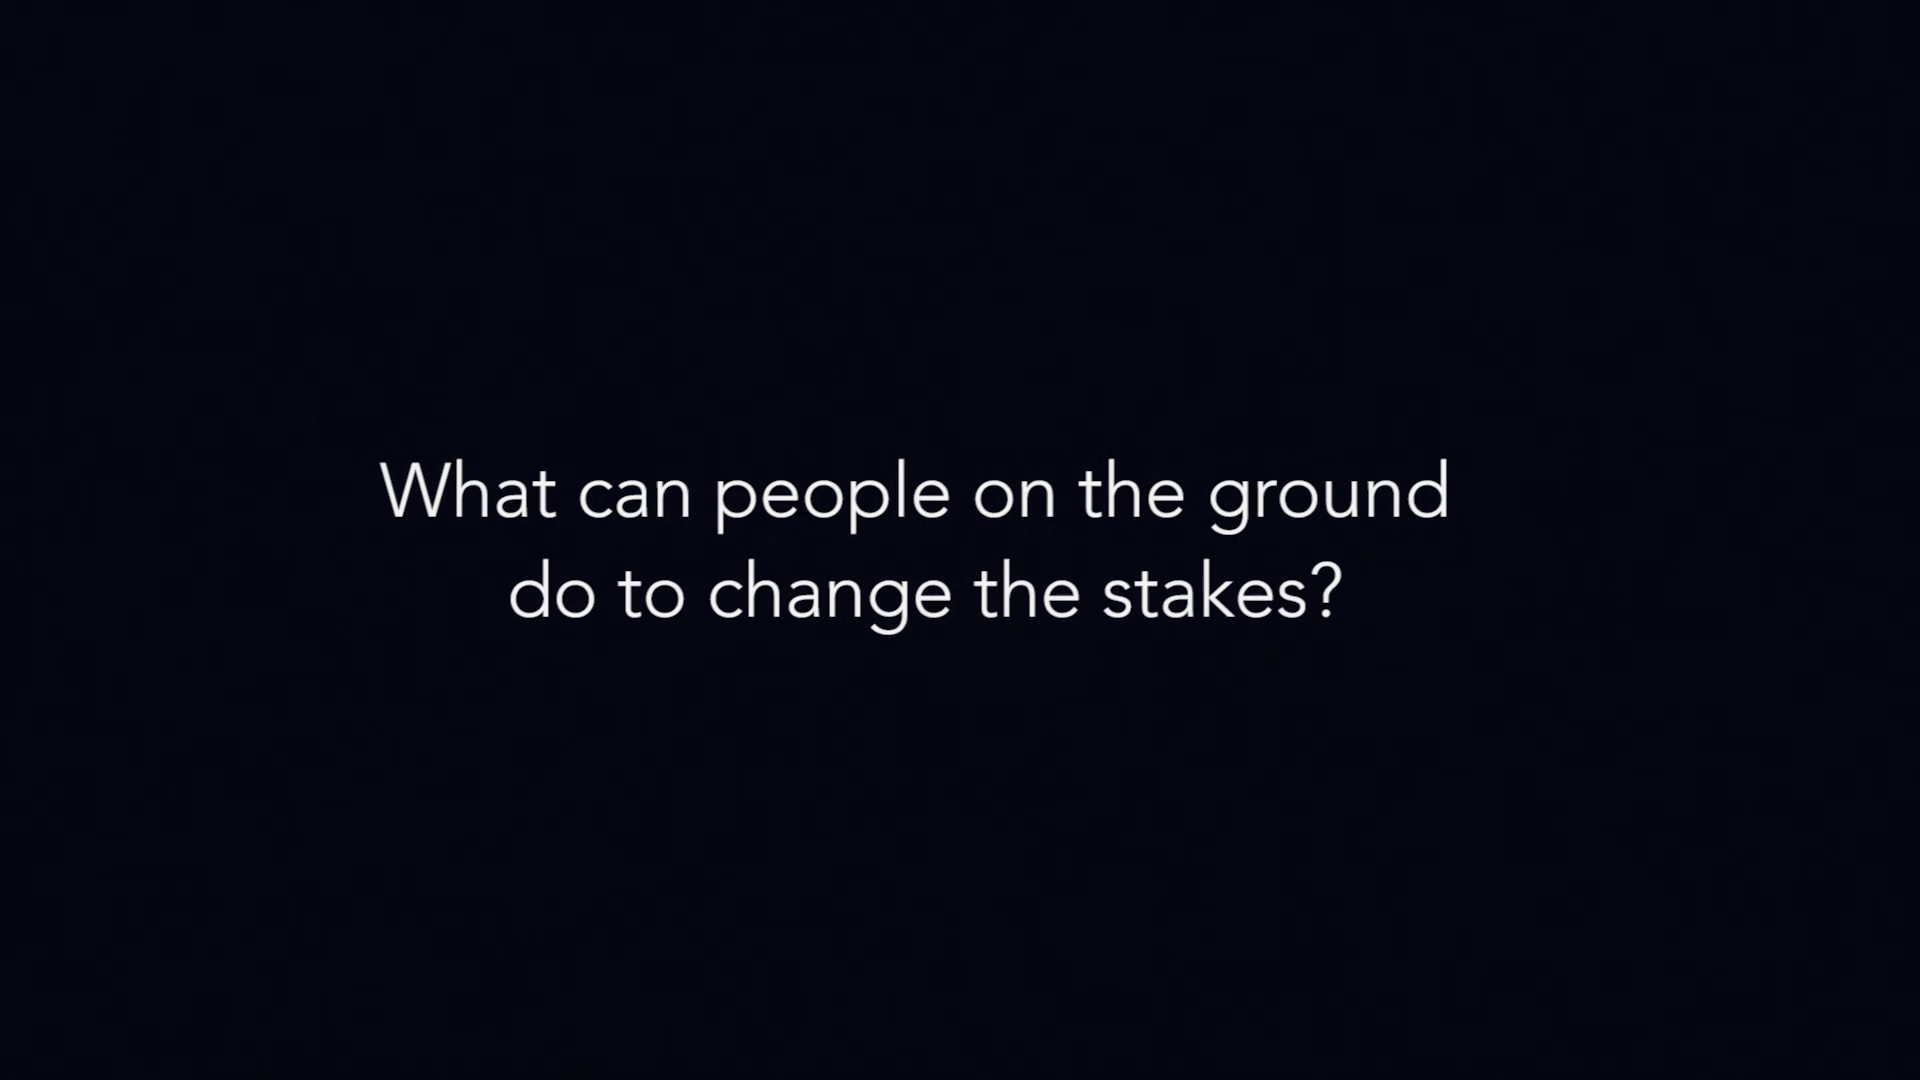 What can people on the ground
do to change the stakes?